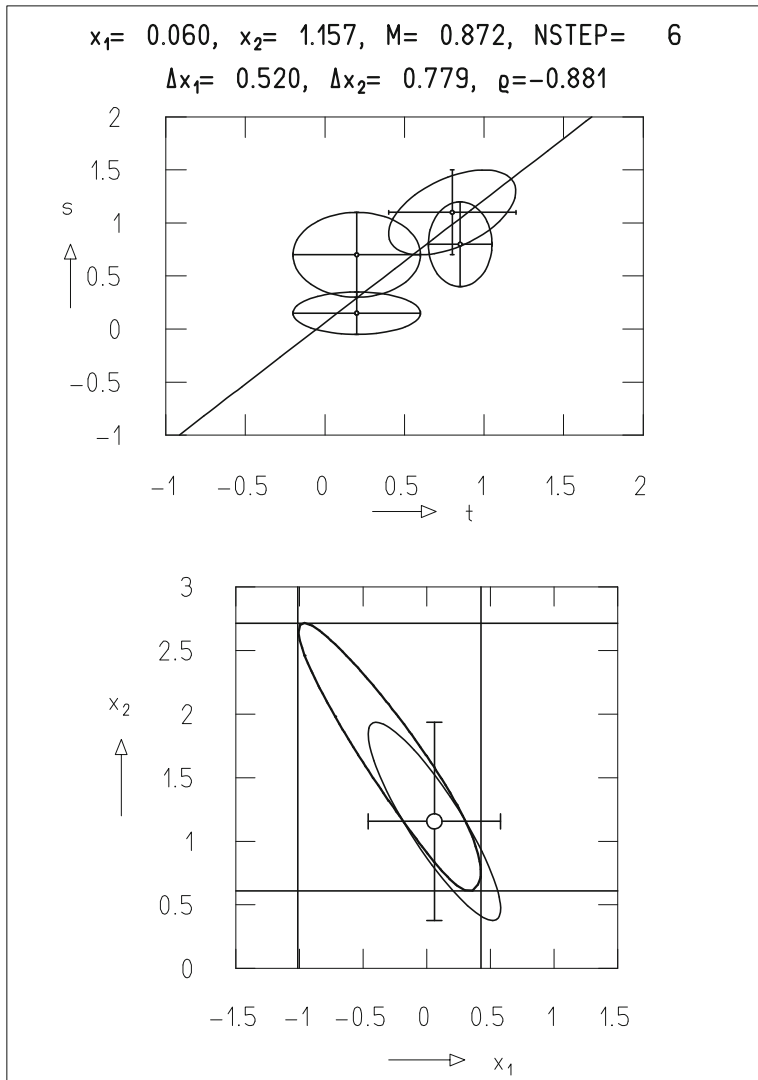 x₁= 0.060, x₂= 1.157, M= 0.872, NSTEP= 6
Δx₁= 0.520, Δx₂= 0.779, ϱ=−0.881
2
1.5
s
1
0.5
0
−0.5
−1
−1 −0.5 0 0.5 1 1.5 2
t
3
2.5
x₂
2
1.5
1
0.5
0
−1.5 −1 −0.5 0 0.5 1 1.5
x₁